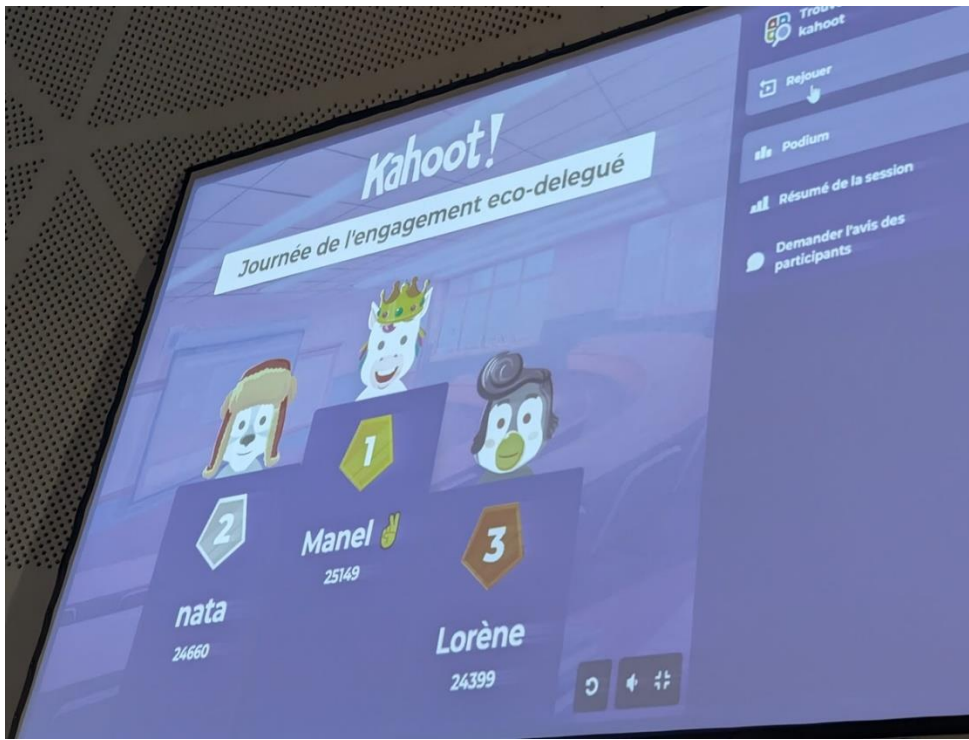 Kahoot!
Journée de l'engagement eco-delegué
1
Manel ✌
25149
2
nata
24660
3
Lorène
24399
kahoot
Rejouer
Podium
Résumé de la session
Demander l'avis des
participants